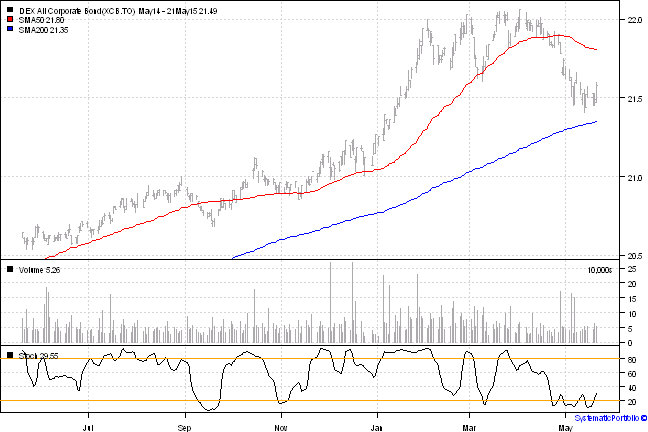 DEX All Corporate Bond(XCB.TO) May14 - 21May15 21.49
SMA50 21.80
SMA200 21.35
22.0
21.5
21.0
20.5
Volume 5.26
10,000s
25
20
15
10
5
0
Stoch 29.55
80
60
40
20
Jul Sep Nov Jan Mar May
SystematicPortfolio ©